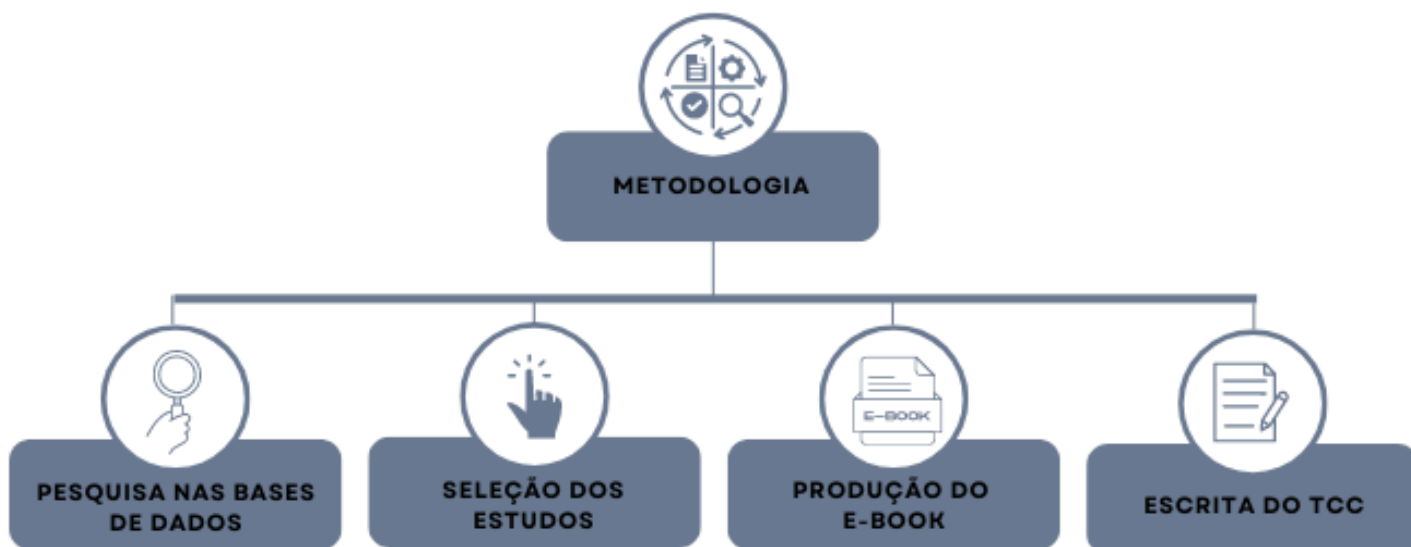 METODOLOGIA
E-BOOK
PESQUISA NAS BASES
DE DADOS
SELEÇÃO DOS
ESTUDOS
PRODUÇÃO DO
E-BOOK
ESCRITA DO TCC